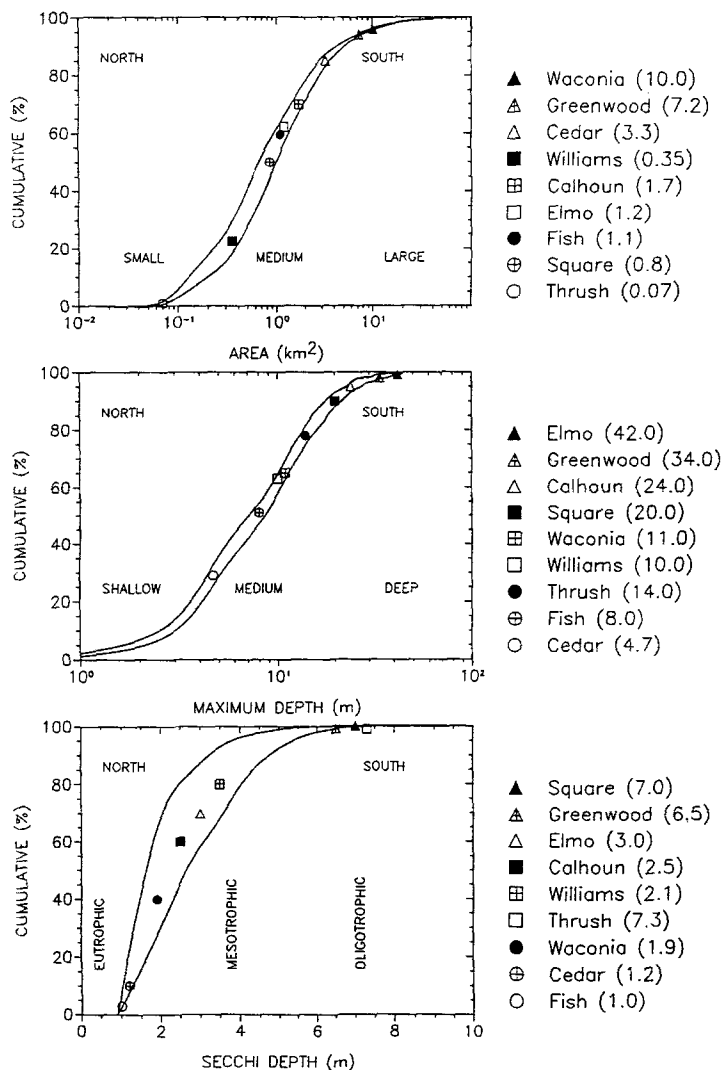 100
80
60
40
20
0
CUMULATIVE (%)
NORTH
SOUTH
SMALL
MEDIUM
LARGE
10⁻²
10⁻¹
10⁰
10¹
AREA (km²)
Waconia (10.0)
Greenwood (7.2)
Cedar (3.3)
Williams (0.35)
Calhoun (1.7)
Elmo (1.2)
Fish (1.1)
Square (0.8)
Thrush (0.07)
100
80
60
40
20
0
CUMULATIVE (%)
NORTH
SOUTH
SHALLOW
MEDIUM
DEEP
10⁰
10¹
10²
MAXIMUM DEPTH (m)
Elmo (42.0)
Greenwood (34.0)
Calhoun (24.0)
Square (20.0)
Waconia (11.0)
Williams (10.0)
Thrush (14.0)
Fish (8.0)
Cedar (4.7)
100
80
60
40
20
0
CUMULATIVE (%)
NORTH
SOUTH
EUTROPHIC
MESOTROPHIC
OLIGOTROPHIC
0
2
4
6
8
10
SECCHI DEPTH (m)
Square (7.0)
Greenwood (6,5)
Elmo (3.0)
Calhoun (2.5)
Williams (2.1)
Thrush (7.3)
Waconia (1.9)
Cedar (1.2)
Fish (1.0)